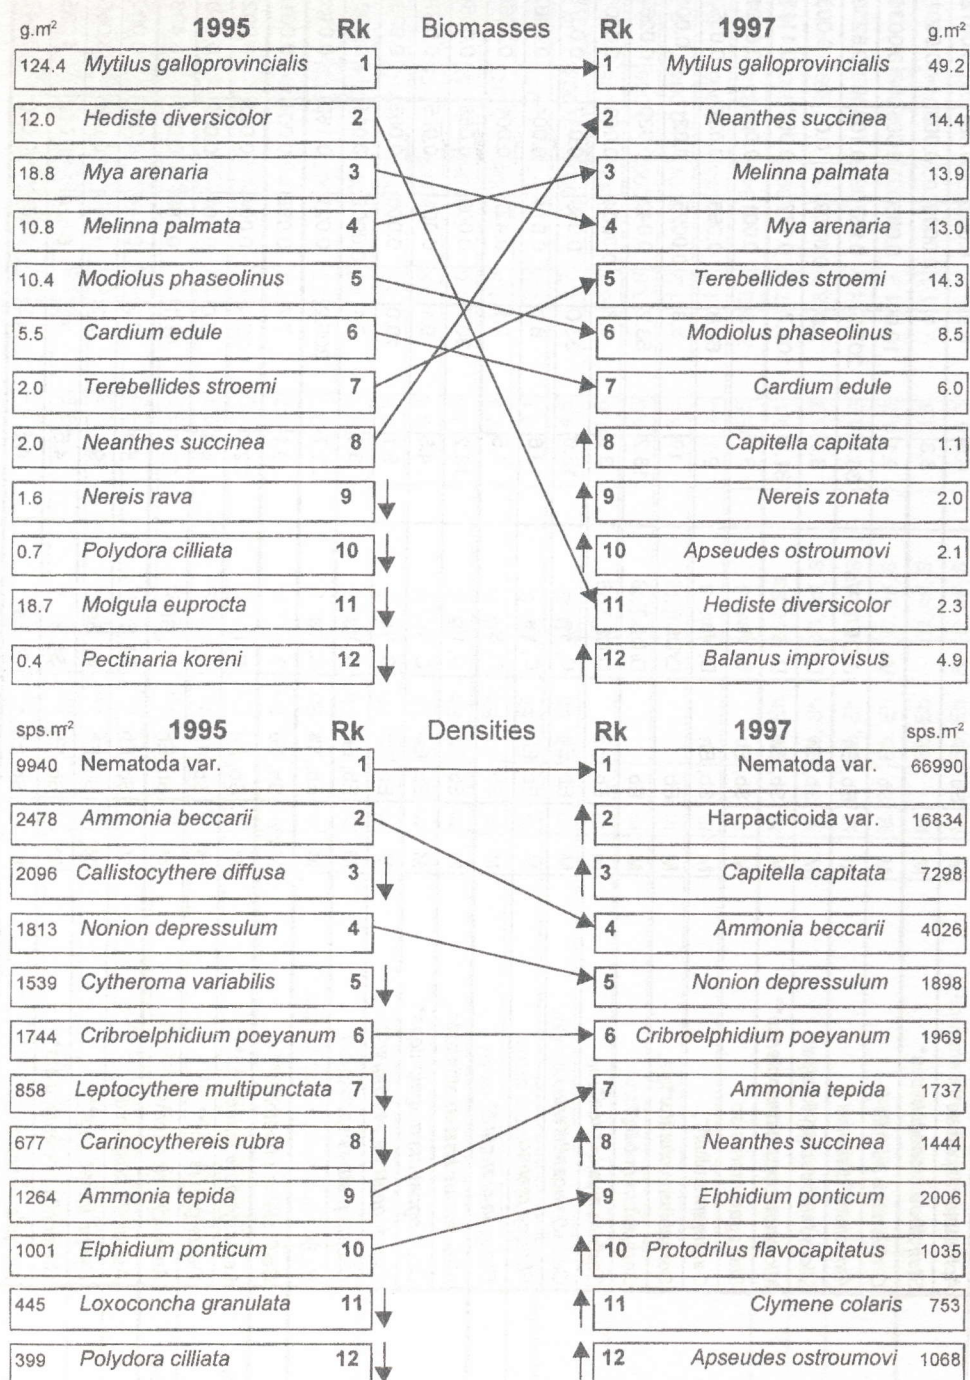 g.m² 1995 Rk Biomasses Rk 1997 g.m²
124.4 Mytilus galloprovincialis 1 1 Mytilus galloprovincialis 49.2
12.0 Hediste diversicolor 2 2 Neanthes succinea 14.4
18.8 Mya arenaria 3 3 Melinna palmata 13.9
10.8 Melinna palmata 4 4 Mya arenaria 13.0
10.4 Modiolus phaseolinus 5 5 Terebellides stroemi 14.3
5.5 Cardium edule 6 6 Modiolus phaseolinus 8.5
2.0 Terebellides stroemi 7 7 Cardium edule 6.0
2.0 Neanthes succinea 8 8 Capitella capitata 1.1
1.6 Nereis rava 9 9 Nereis zonata 2.0
0.7 Polydora cilliata 10 10 Apseudes ostroumovi 2.1
18.7 Molgula euprocta 11 11 Hediste diversicolor 2.3
0.4 Pectinaria koreni 12 12 Balanus improvisus 4.9
sps.m² 1995 Rk Densities Rk 1997 sps.m²
9940 Nematoda var. 1 1 Nematoda var. 66990
2478 Ammonia beccarii 2 2 Harpacticoida var. 16834
2096 Callistocythere diffusa 3 3 Capitella capitata 7298
1813 Nonion depressulum 4 4 Ammonia beccarii 4026
1539 Cytheroma variabilis 5 5 Nonion depressulum 1898
1744 Cribroelphidium poeyanum 6 6 Cribroelphidium poeyanum 1969
858 Leptocythere multipunctata 7 7 Ammonia tepida 1737
677 Carinocythereis rubra 8 8 Neanthes succinea 1444
1264 Ammonia tepida 9 9 Elphidium ponticum 2006
1001 Elphidium ponticum 10 10 Protodrilus flavocapitatus 1035
445 Loxoconcha granulata 11 11 Clymene colaris 753
399 Polydora cilliata 12 12 Apseudes ostroumovi 1068